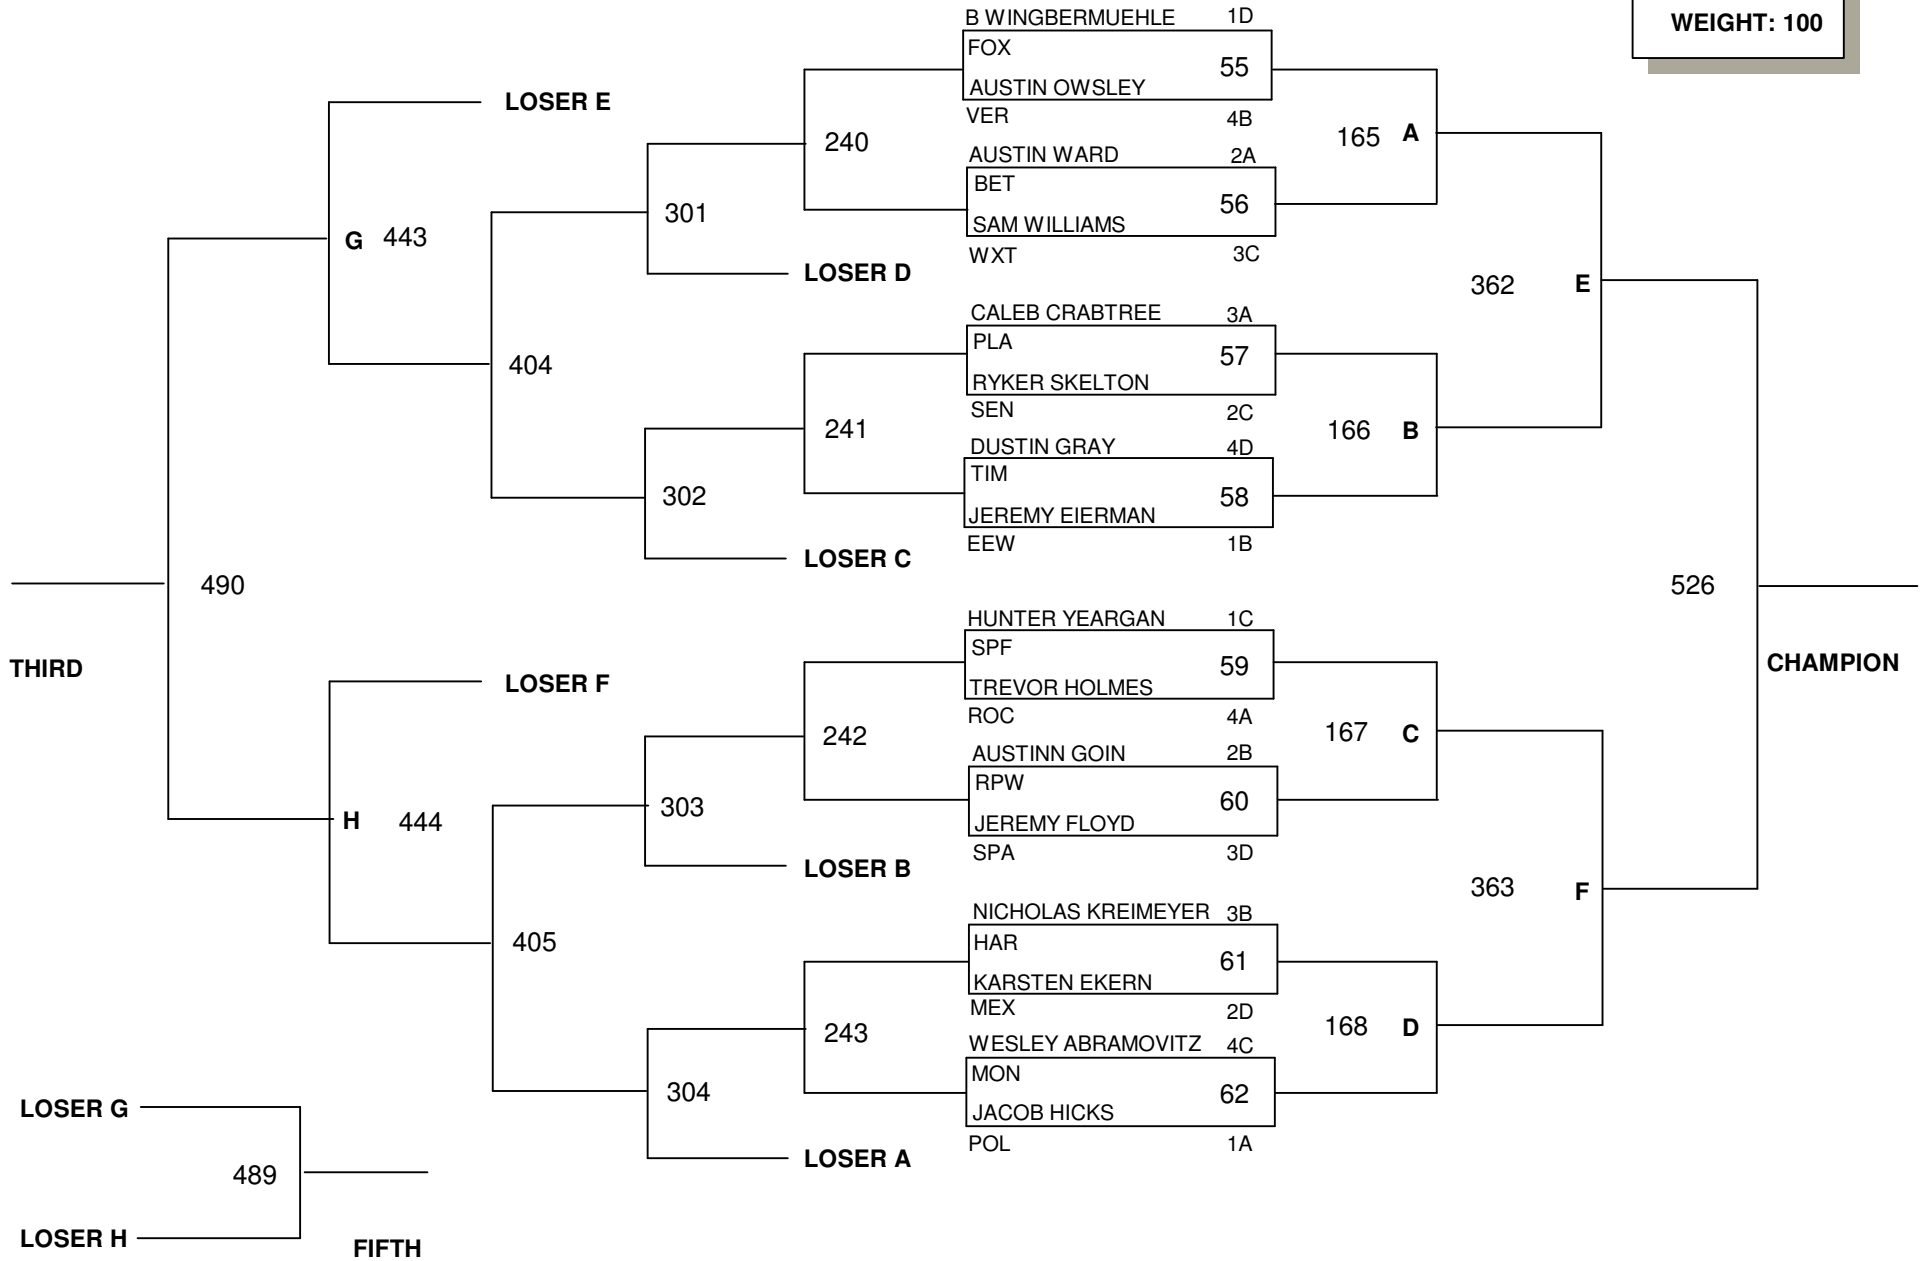 WEIGHT: 100
B WINGBERMUEHLE 1D
FOX
55
AUSTIN OWSLEY
VER 4B
AUSTIN WARD 2A
BET
56
SAM WILLIAMS
WXT 3C
CALEB CRABTREE 3A
PLA
57
RYKER SKELTON
SEN 2C
DUSTIN GRAY 4D
TIM
58
JEREMY EIERMAN
EEW 1B
HUNTER YEARGAN 1C
SPF
59
TREVOR HOLMES
ROC 4A
AUSTINN GOIN 2B
RPW
60
JEREMY FLOYD
SPA 3D
NICHOLAS KREIMEYER 3B
HAR
61
KARSTEN EKERN
MEX 2D
WESLEY ABRAMOVITZ 4C
MON
62
JACOB HICKS
POL 1A
165 A
166 B
167 C
168 D
362 E
363 F
526
CHAMPION
240
241
242
243
301
LOSER D
302
LOSER C
303
LOSER B
304
LOSER A
404
405
LOSER E
G 443
LOSER F
H 444
490
THIRD
LOSER G
489
LOSER H
FIFTH